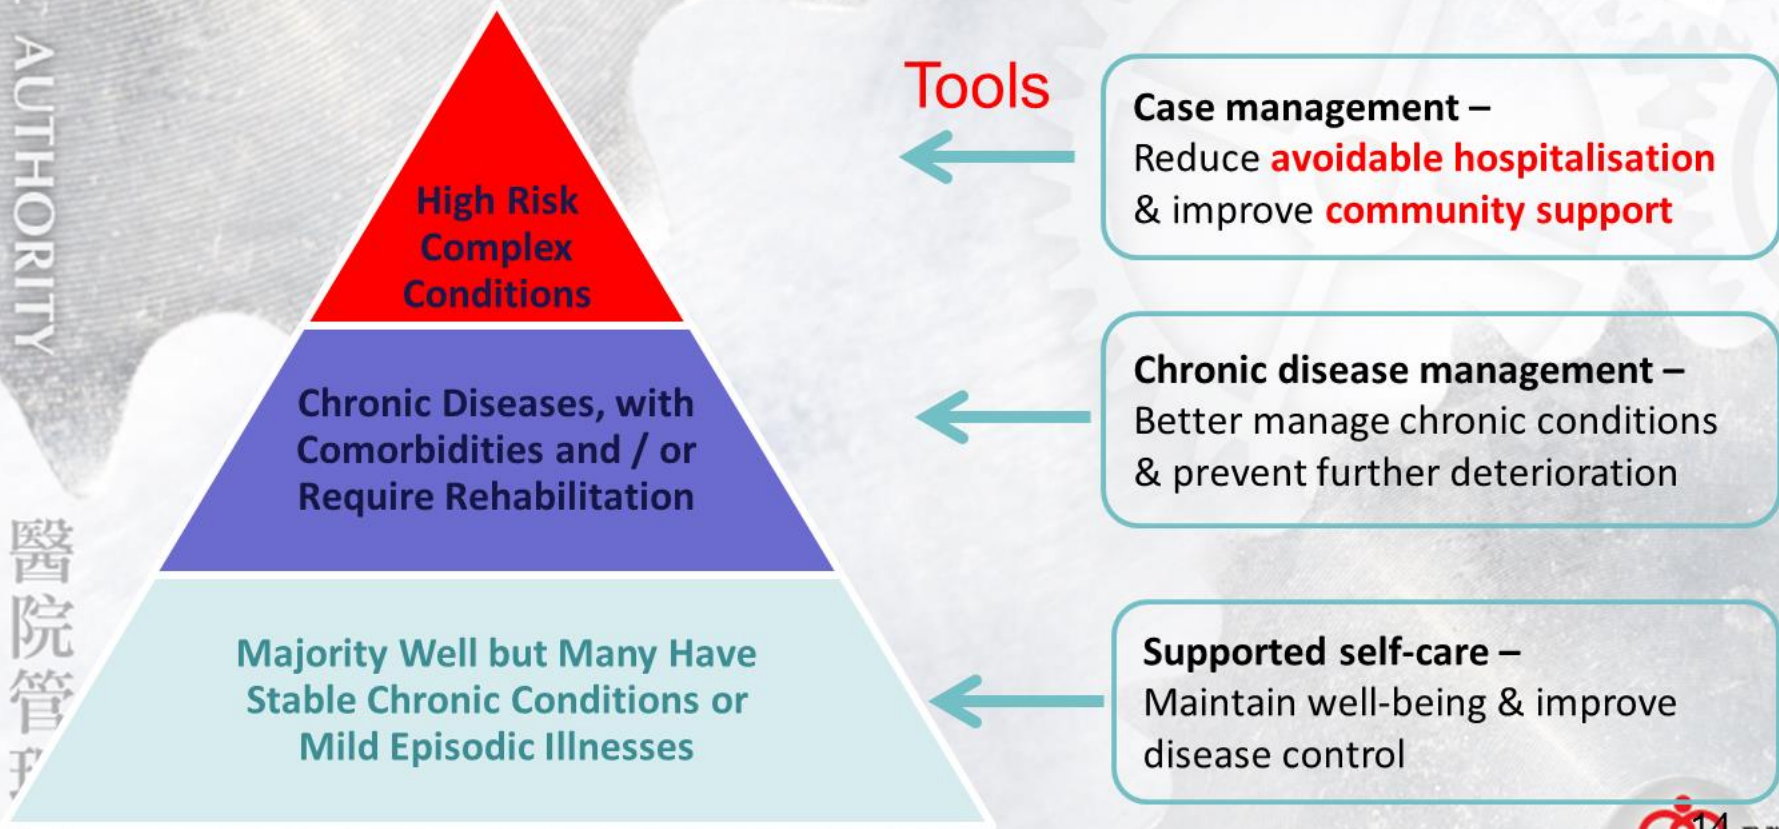 AUTHORITY
醫院管
High Risk
Complex
Conditions
Chronic Diseases, with
Comorbidities and / or
Require Rehabilitation
Majority Well but Many Have
Stable Chronic Conditions or
Mild Episodic Illnesses
Tools
Case management –
Reduce avoidable hospitalisation
& improve community support
Chronic disease management –
Better manage chronic conditions
& prevent further deterioration
Supported self-care –
Maintain well-being & improve
disease control
14